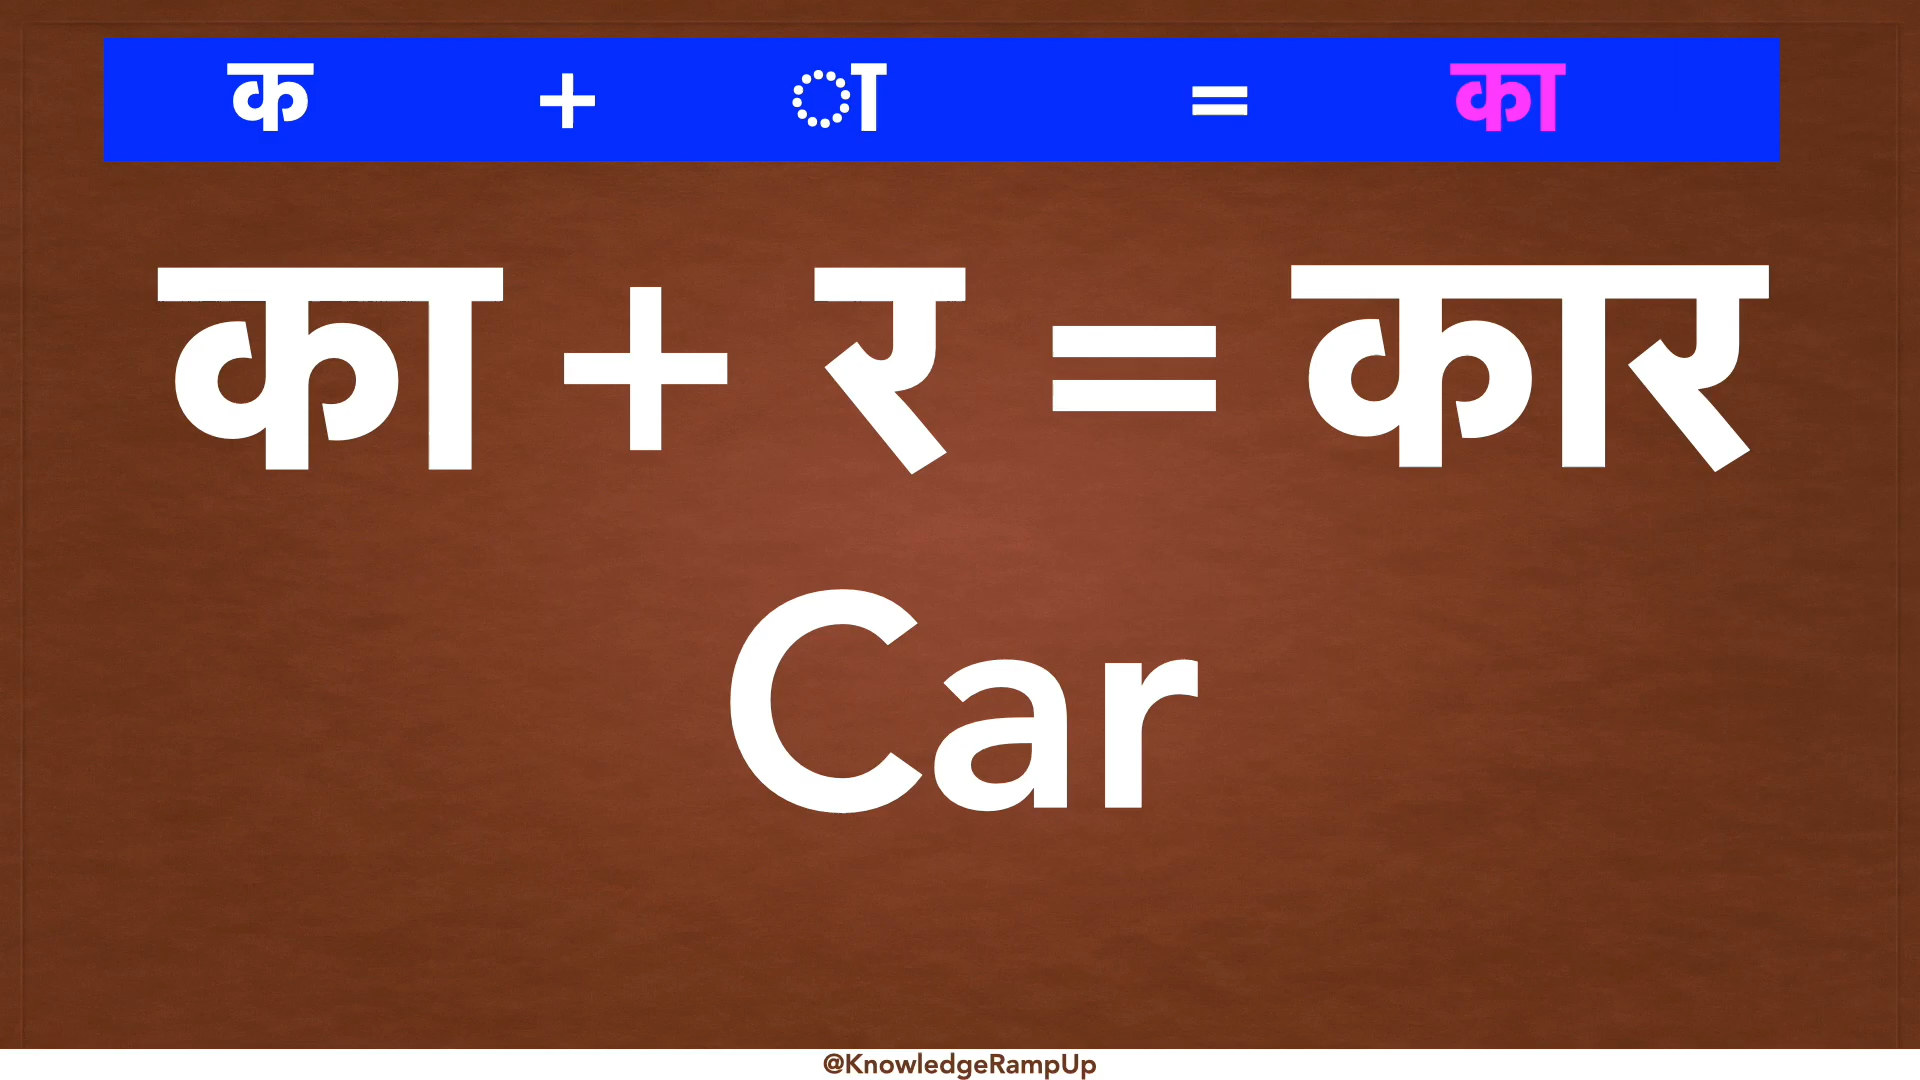 क + ा = का
का + र = कार
Car
@KnowledgeRampUp